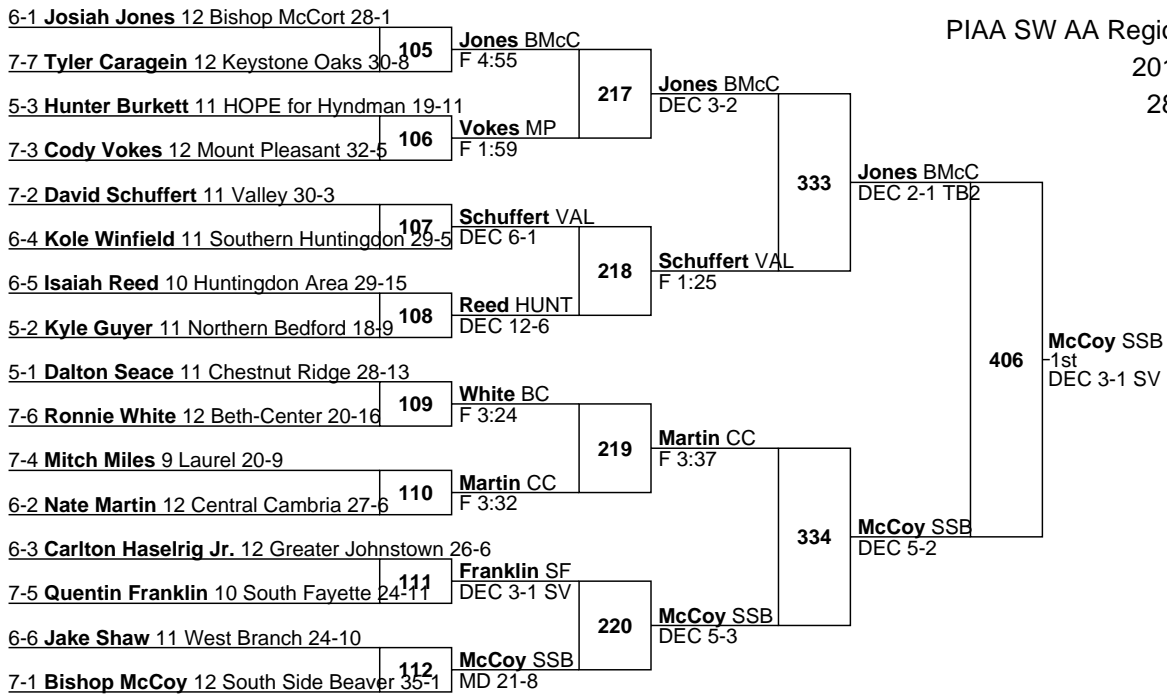 PIAA SW AA Regio
201
28
6-1 Josiah Jones 12 Bishop McCort 28-1
105
7-7 Tyler Caragein 12 Keystone Oaks 30-8
Jones BMcC
F 4:55
5-3 Hunter Burkett 11 HOPE for Hyndman 19-11
106
7-3 Cody Vokes 12 Mount Pleasant 32-5
Vokes MP
F 1:59
217
Jones BMcC
DEC 3-2
7-2 David Schuffert 11 Valley 30-3
107
6-4 Kole Winfield 11 Southern Huntingdon 29-5
Schuffert VAL
DEC 6-1
6-5 Isaiah Reed 10 Huntingdon Area 29-15
108
5-2 Kyle Guyer 11 Northern Bedford 18-9
Reed HUNT
DEC 12-6
218
Schuffert VAL
F 1:25
333
Jones BMcC
DEC 2-1 TB2
5-1 Dalton Seace 11 Chestnut Ridge 28-13
109
7-6 Ronnie White 12 Beth-Center 20-16
White BC
F 3:24
7-4 Mitch Miles 9 Laurel 20-9
110
6-2 Nate Martin 12 Central Cambria 27-6
Martin CC
F 3:32
219
Martin CC
F 3:37
6-3 Carlton Haselrig Jr. 12 Greater Johnstown 26-6
111
7-5 Quentin Franklin 10 South Fayette 24-11
Franklin SF
DEC 3-1 SV
6-6 Jake Shaw 11 West Branch 24-10
112
7-1 Bishop McCoy 12 South Side Beaver 35-1
McCoy SSB
MD 21-8
220
McCoy SSB
DEC 5-3
334
McCoy SSB
DEC 5-2
406
McCoy SSB
1st
DEC 3-1 SV